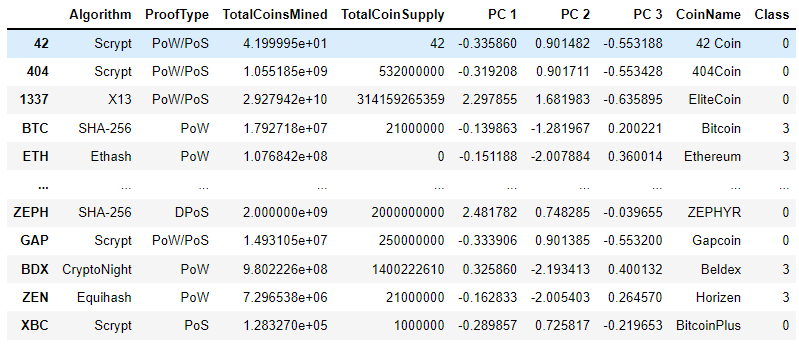 Algorithm ProofType TotalCoinsMined TotalCoinSupply PC 1 PC 2 PC 3 CoinName Class
42 Scrypt PoW/PoS 4.199995e+01 42 -0.335860 0.901482 -0.553188 42 Coin 0
404 Scrypt PoW/PoS 1.055185e+09 532000000 -0.319208 0.901711 -0.553428 404Coin 0
1337 X13 PoW/PoS 2.927942e+10 314159265359 2.297855 1.681983 -0.635895 EliteCoin 0
BTC SHA-256 PoW 1.792718e+07 21000000 -0.139863 -1.281967 0.200221 Bitcoin 3
ETH Ethash PoW 1.076842e+08 0 -0.151188 -2.007884 0.360014 Ethereum 3
... ... ... ... ... ... ... ... ... ...
ZEPH SHA-256 DPoS 2.000000e+09 2000000000 2.481782 0.748285 -0.039655 ZEPHYR 0
GAP Scrypt PoW/PoS 1.493105e+07 250000000 -0.333906 0.901385 -0.553200 Gapcoin 0
BDX CryptoNight PoW 9.802228e+08 1400222610 0.325860 -2.193413 0.400132 Beldex 3
ZEN Equihash PoW 7.296538e+06 21000000 -0.162833 -2.005403 0.264570 Horizen 3
XBC Scrypt PoS 1.283270e+05 1000000 -0.289857 0.725817 -0.219653 BitcoinPlus 0